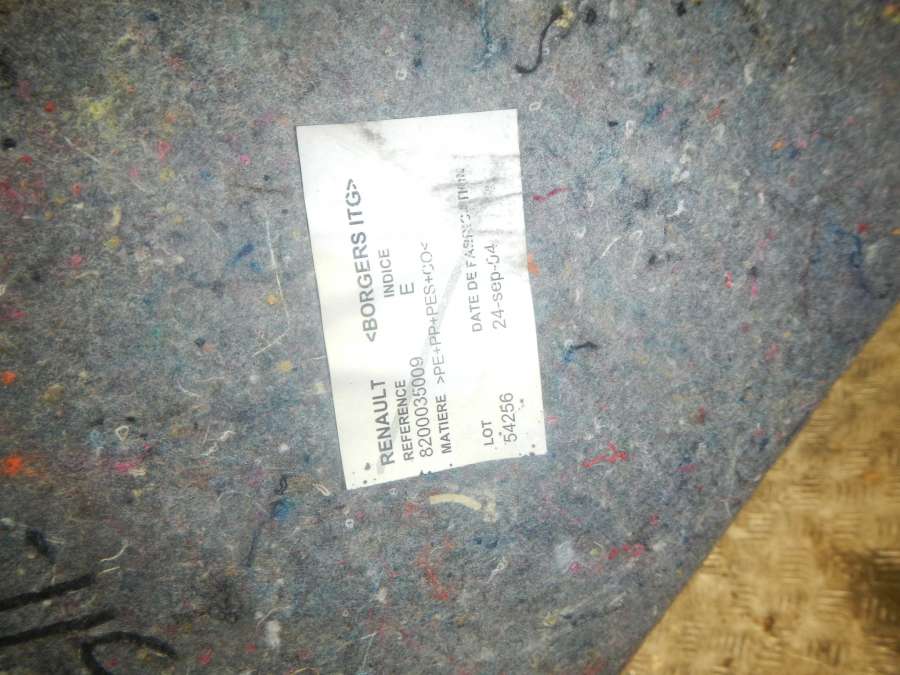 RENAULT <BORGERS ITG>
REFERENCE INDICE
8200035009 E
MATIERE >PE+PP+PES+CO<
LOT DATE DE FABRICATION
54256 24-sep-04